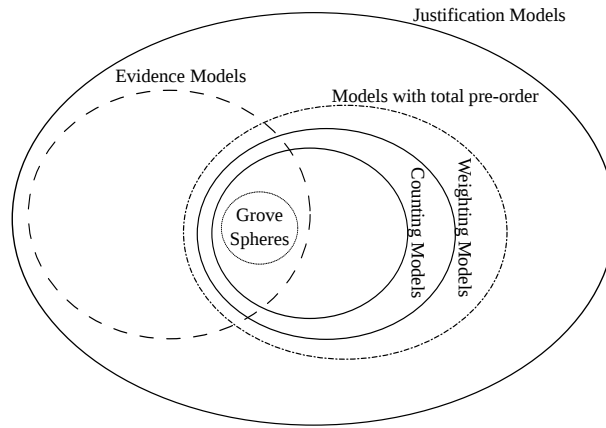 Justification Models
Evidence Models
Models with total pre-order
Grove
Spheres
Counting Models
Weighting Models